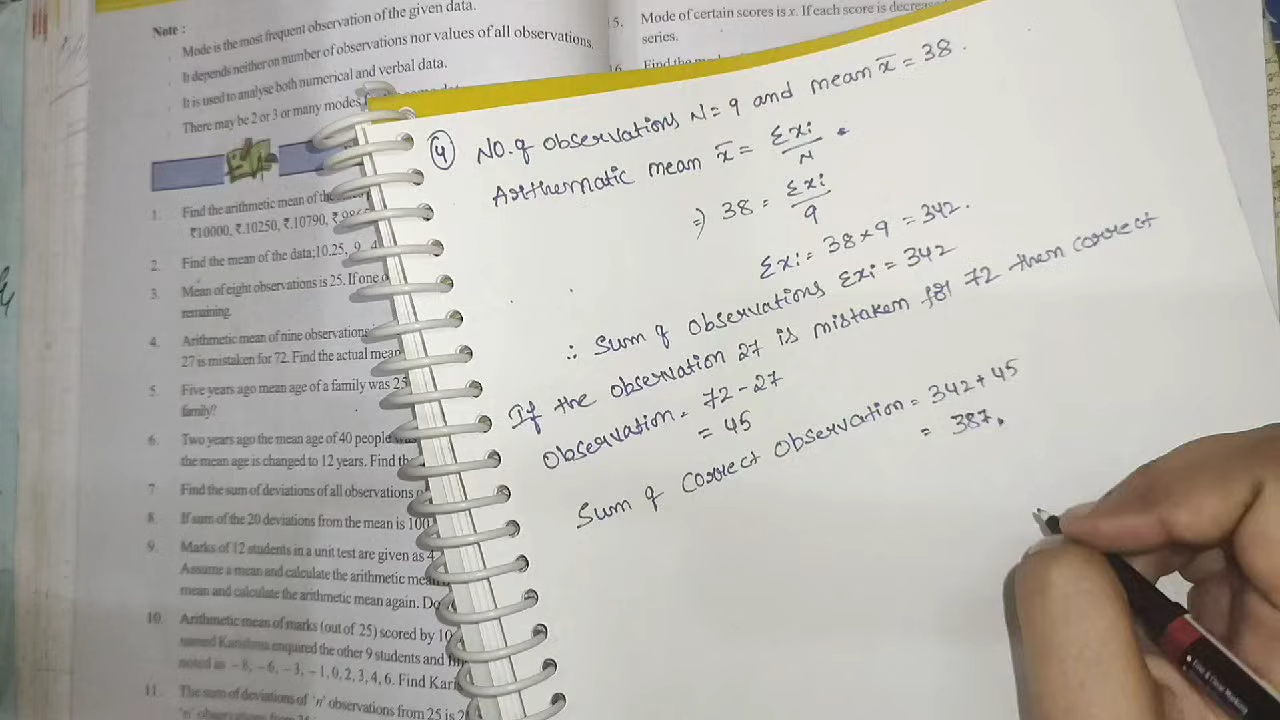 Note :
Mode is the most frequent observation of the given data.
It depends neither on number of observations nor values of all observations.
It is used to analyse both numerical and verbal data.
There may be 2 or 3 or many modes
1. Find the arithmetic mean of the
₹10000, ₹.10250, ₹.10790, ₹.
2. Find the mean of the data;10.25, 9,
3. Mean of eight observations is 25. If one
remaining.
4. Arithmetic mean of nine observations
27 is mistaken for 72. Find the actual mean
5. Five years ago mean age of a family was 25
family?
6. Two years ago the mean age of 40 people was
the mean age is changed to 12 years. Find the
7 Find the sum of deviations of all observations
8. If sum of the 20 deviations from the mean is 100
9. Marks of 12 students in a unit test are given as 4
Assume a mean and calculate the arithmetic mean
mean and calculate the arithmetic mean again. Do
10. Arithmetic mean of marks (out of 25) scored by 10
named Karishma enquired the other 9 students and
noted as −8, −6, −3, −1, 0, 2, 3, 4, 6. Find Kari
11. The sum of deviations of 'n' observations from 25 is 2
'n' observations from
15. Mode of certain scores is x. If each score is decrea
series.
16. Find the
④ No. of observations N = 9 and mean x̄ = 38.
Arithematic mean x̄ = Σxi/N
⇒ 38 = Σxi/9
Σxi = 38×9 = 342.
∴ Sum of observations Σxi = 342
If the observation 27 is mistaken for 72 then correct
Observation = 72 - 27
= 45
Sum of correct observation = 342 + 45
= 387.